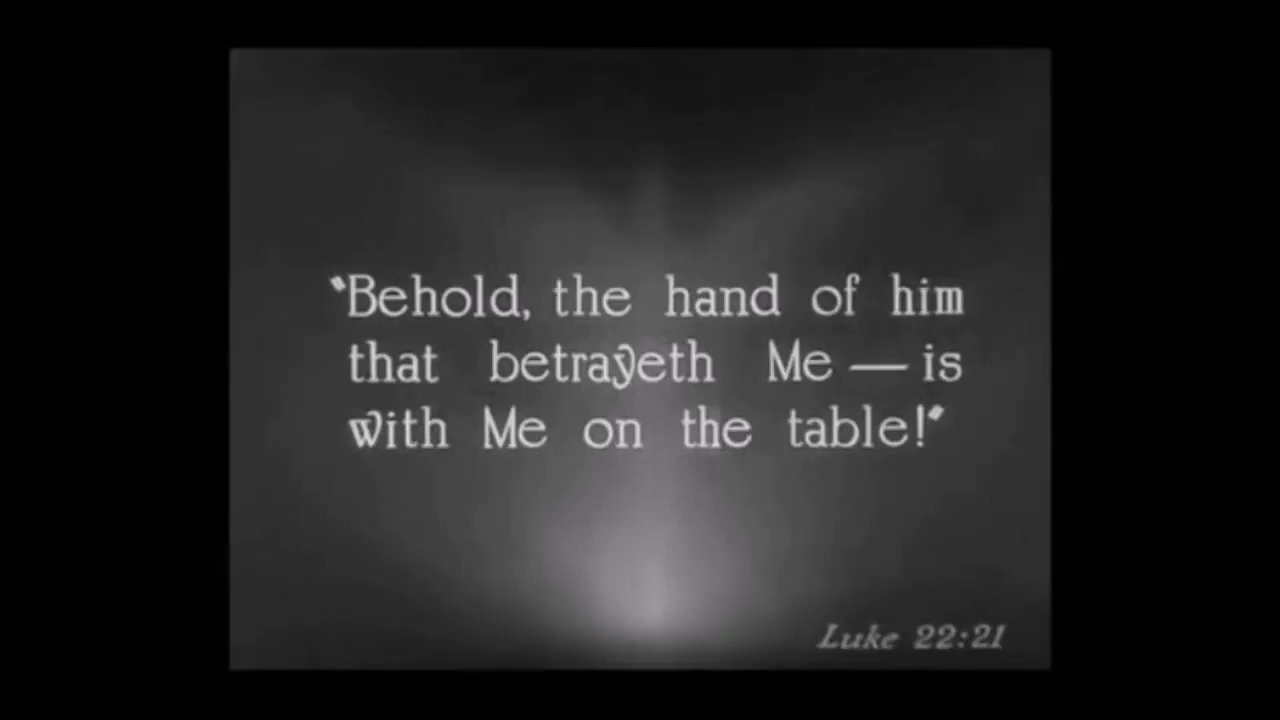 "Behold, the hand of him
that betrayeth Me — is
with Me on the table!"
Luke 22:21